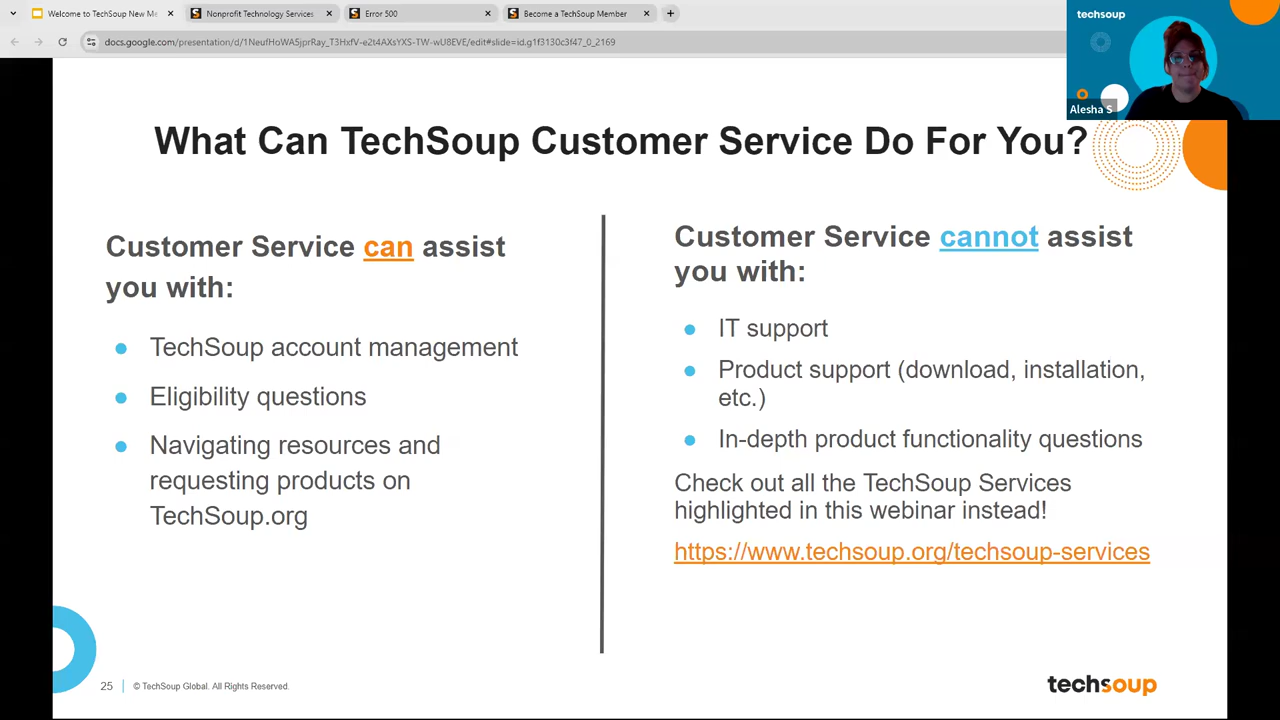 Welcome to TechSoup New Me
Nonprofit Technology Services
Error 500
Become a TechSoup Member
docs.google.com/presentation/d/1NeufHoWA5jprRay_T3HxfV-e2t4AXsYXS-TW-wU8EVE/edit#slide=id.g1f3130c3f47_0_2169
techsoup
Alesha S
What Can TechSoup Customer Service Do For You?
Customer Service can assist
you with:
TechSoup account management
Eligibility questions
Navigating resources and
requesting products on
TechSoup.org
Customer Service cannot assist
you with:
IT support
Product support (download, installation,
etc.)
In-depth product functionality questions
Check out all the TechSoup Services
highlighted in this webinar instead!
https://www.techsoup.org/techsoup-services
25
© TechSoup Global. All Rights Reserved.
techsoup